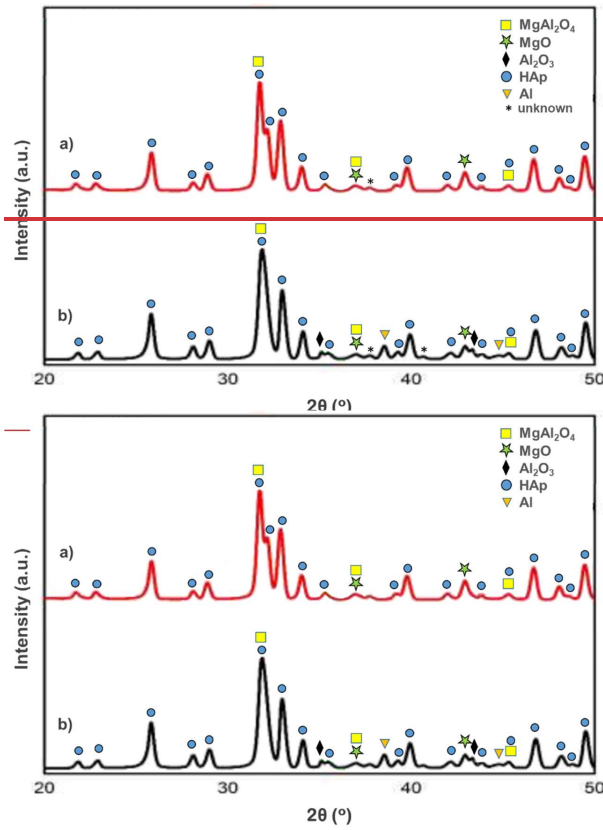 MgAl₂O₄
MgO
Al₂O₃
HAp
Al
* unknown
a)
b)
Intensity (a.u.)
20 30 40 50
2θ (º)
MgAl₂O₄
MgO
Al₂O₃
HAp
Al
a)
b)
Intensity (a.u.)
20 30 40 50
2θ (º)